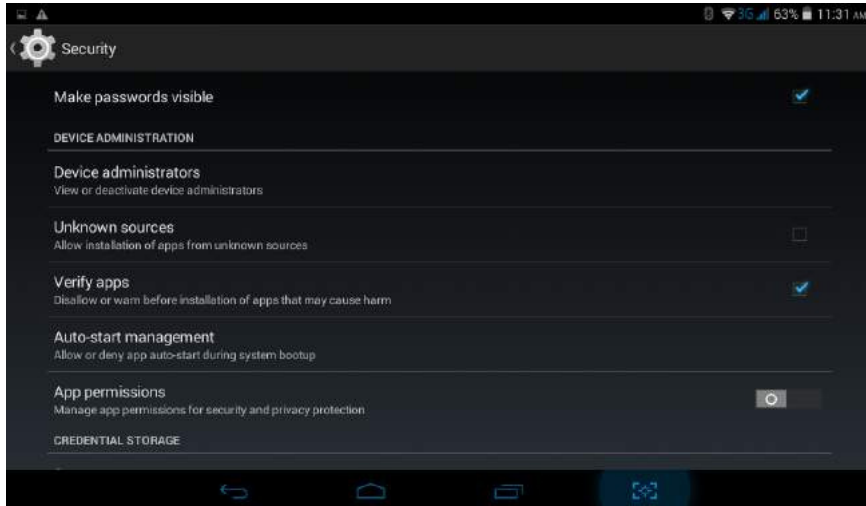 3G 63% 11:31 AM
Security
Make passwords visible
DEVICE ADMINISTRATION
Device administrators
View or deactivate device administrators
Unknown sources
Allow installation of apps from unknown sources
Verify apps
Disallow or warn before installation of apps that may cause harm
Auto-start management
Allow or deny app auto-start during system bootup
App permissions
Manage app permissions for security and privacy protection
CREDENTIAL STORAGE